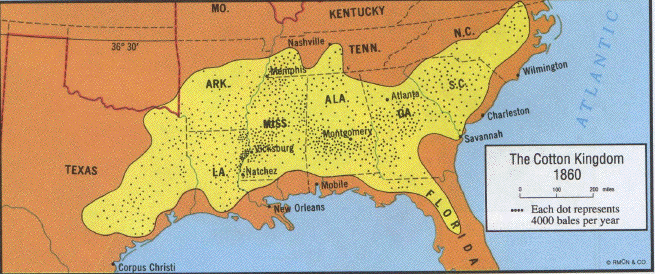 MO.
KENTUCKY
36° 30'
Nashville
TENN.
N.C.
Memphis
ARK.
Wilmington
ATLANTIC
S.C.
Atlanta
ALA.
GA.
Charleston
MISS.
Montgomery
Savannah
Vicksburg
TEXAS
LA.
Natchez
Mobile
New Orleans
FLORIDA
Corpus Christi
The Cotton Kingdom
1860
0 100 200 miles
Each dot represents
4000 bales per year
© RMCN & CO.